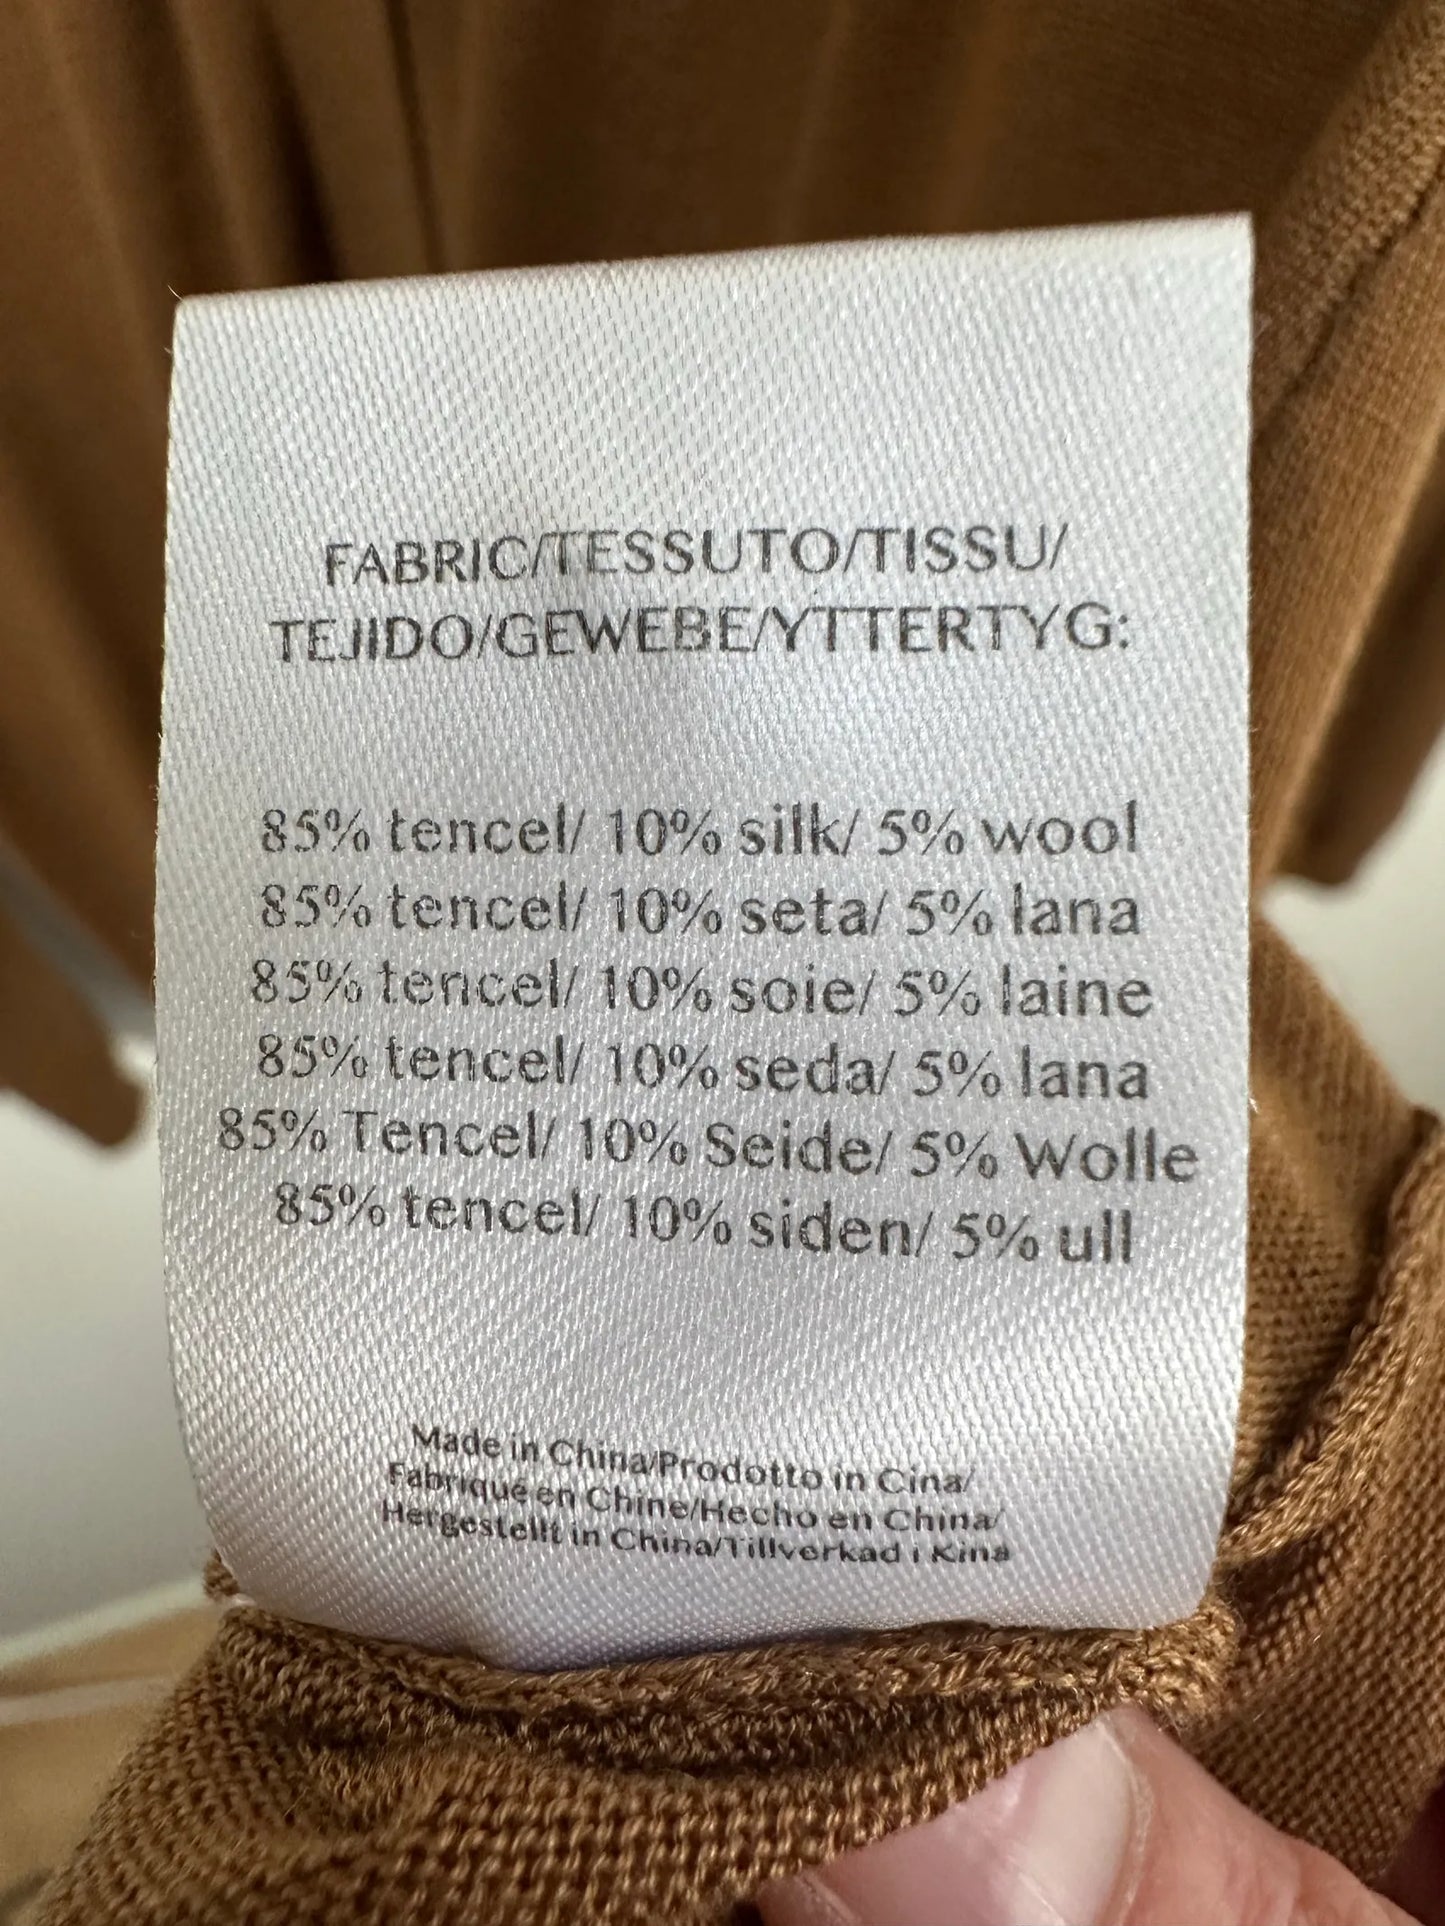 FABRIC/TESSUTO/TISSU/
TEJIDO/GEWEBE/YTTERTYG:
85% tencel/ 10% silk/ 5% wool
85% tencel/ 10% seta/ 5% lana
85% tencel/ 10% soie/ 5% laine
85% tencel/ 10% seda/ 5% lana
85% Tencel/ 10% Seide/ 5% Wolle
85% tencel/ 10% siden/ 5% ull
Made in China/Prodotto in Cina/
Fabriqué en Chine/Hecho en China/
Hergestellt in China/Tillverkad i Kina